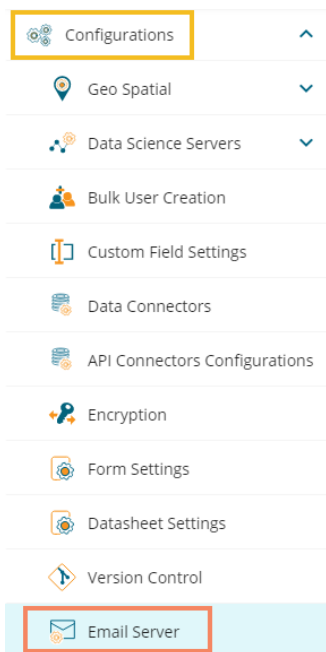 Configurations
Geo Spatial
Data Science Servers
Bulk User Creation
Custom Field Settings
Data Connectors
API Connectors Configurations
Encryption
Form Settings
Datasheet Settings
Version Control
Email Server